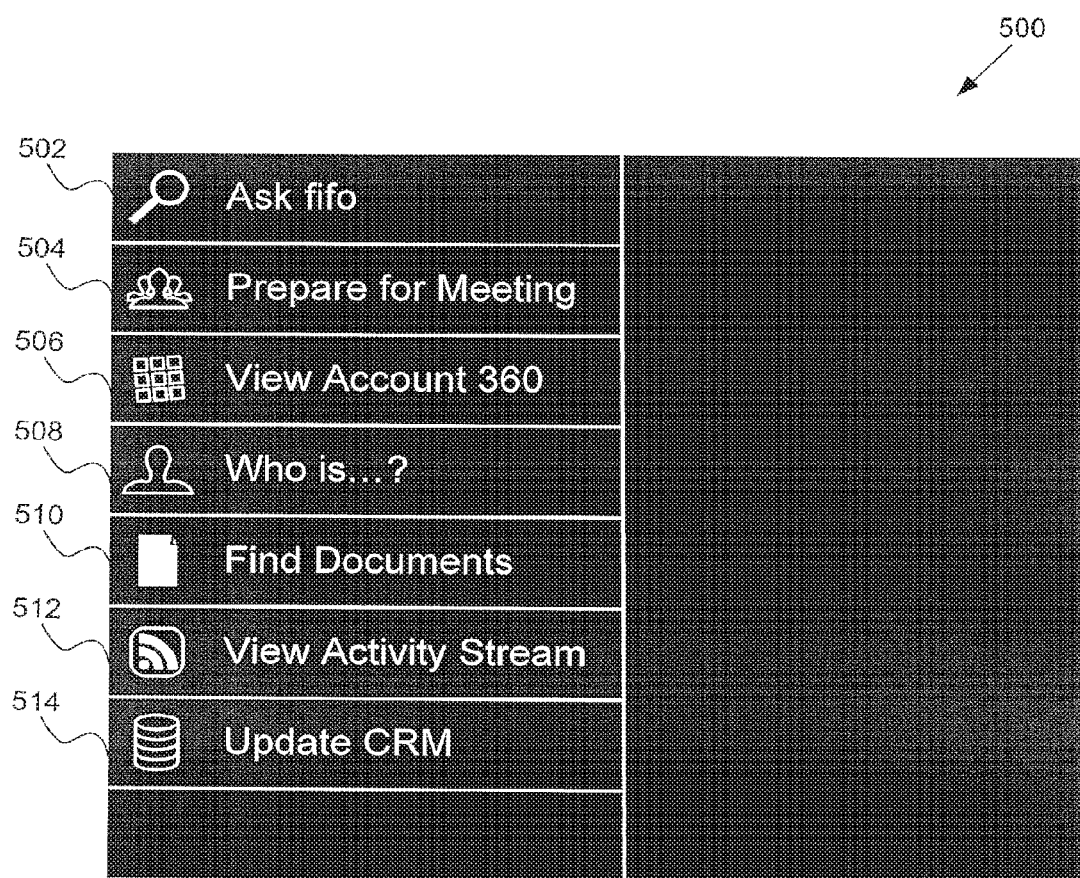 500
502
Ask fifo
504
Prepare for Meeting
506
View Account 360
508
Who is...?
510
Find Documents
512
View Activity Stream
514
Update CRM